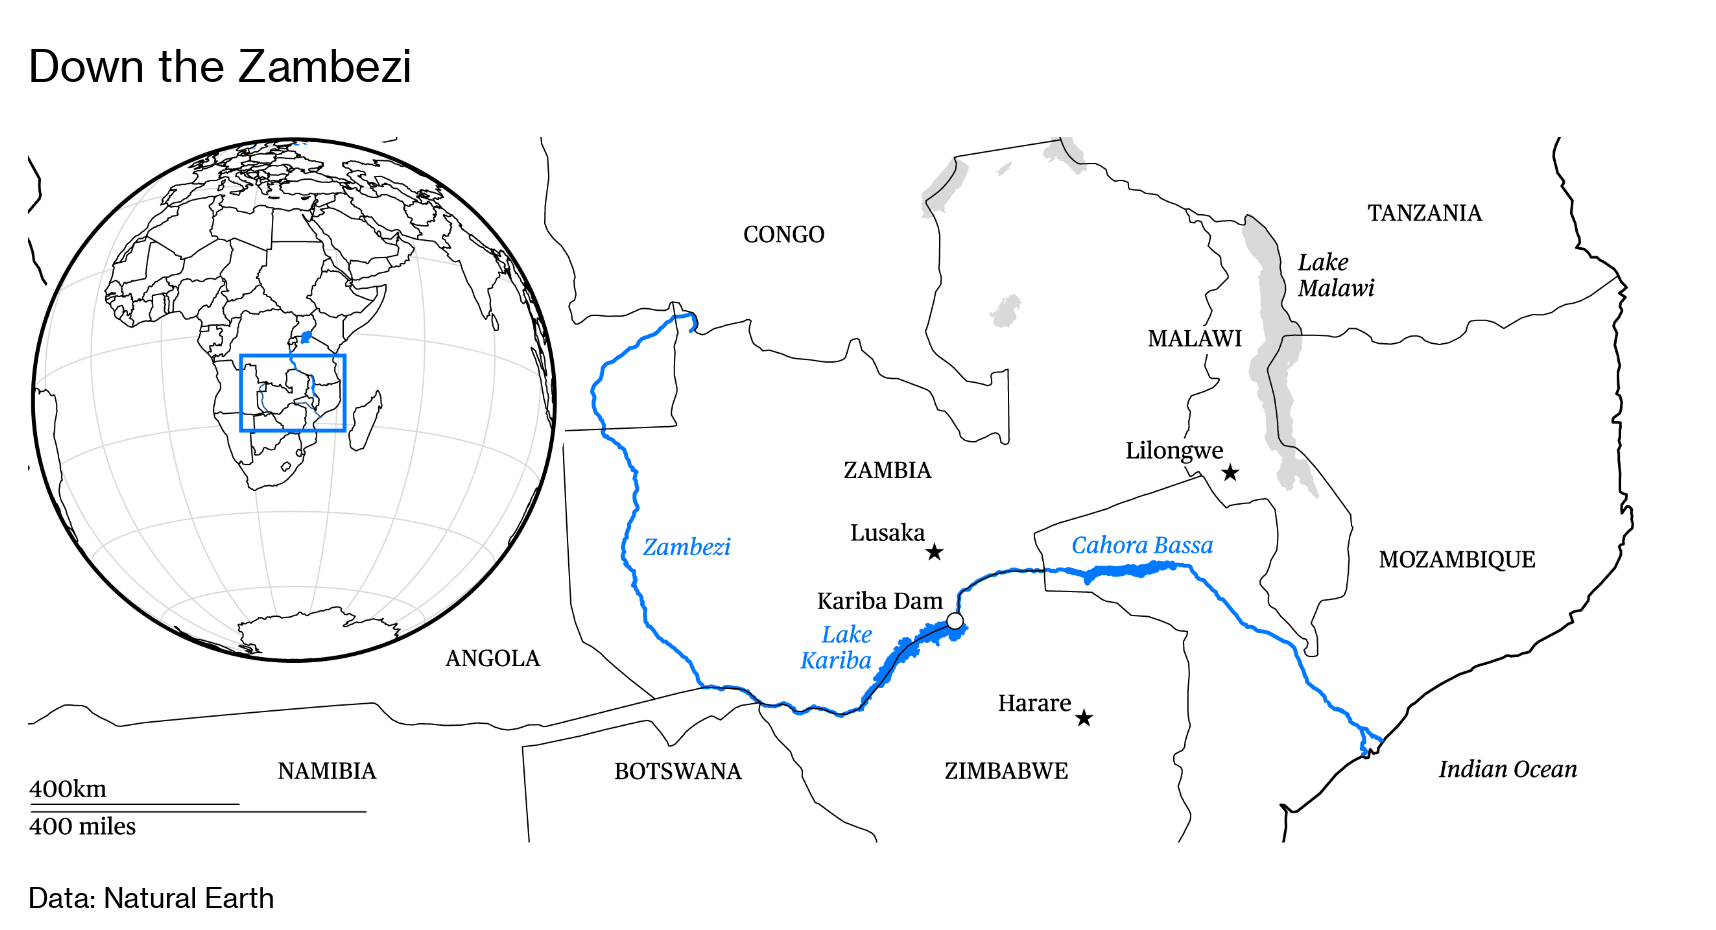 Down the Zambezi
CONGO
TANZANIA
Lake
Malawi
MALAWI
Lilongwe
ZAMBIA
Lusaka
Zambezi
Cahora Bassa
MOZAMBIQUE
Kariba Dam
Lake
Kariba
ANGOLA
Harare
NAMIBIA
BOTSWANA
ZIMBABWE
Indian Ocean
400km
400 miles
Data: Natural Earth